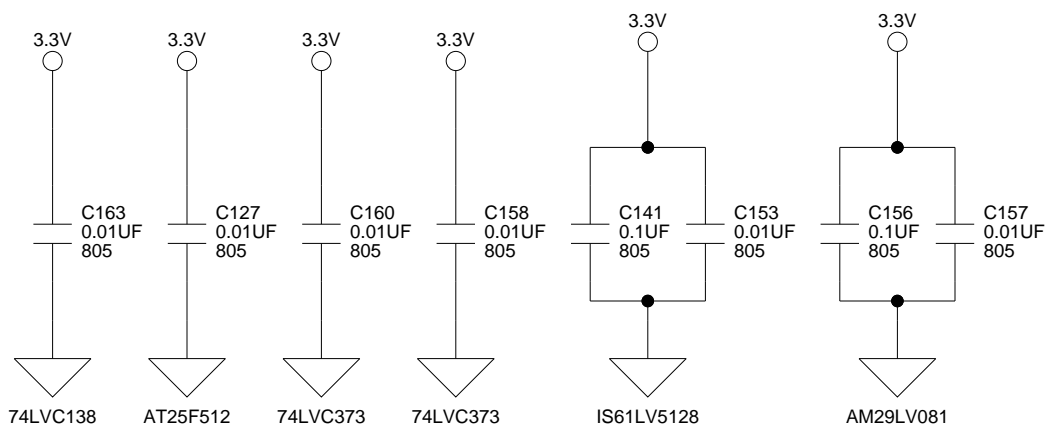 3.3V
3.3V
3.3V
3.3V
3.3V
3.3V
C163
0.01UF
805
C127
0.01UF
805
C160
0.01UF
805
C158
0.01UF
805
C141
0.1UF
805
C153
0.01UF
805
C156
0.1UF
805
C157
0.01UF
805
74LVC138
AT25F512
74LVC373
74LVC373
IS61LV5128
AM29LV081